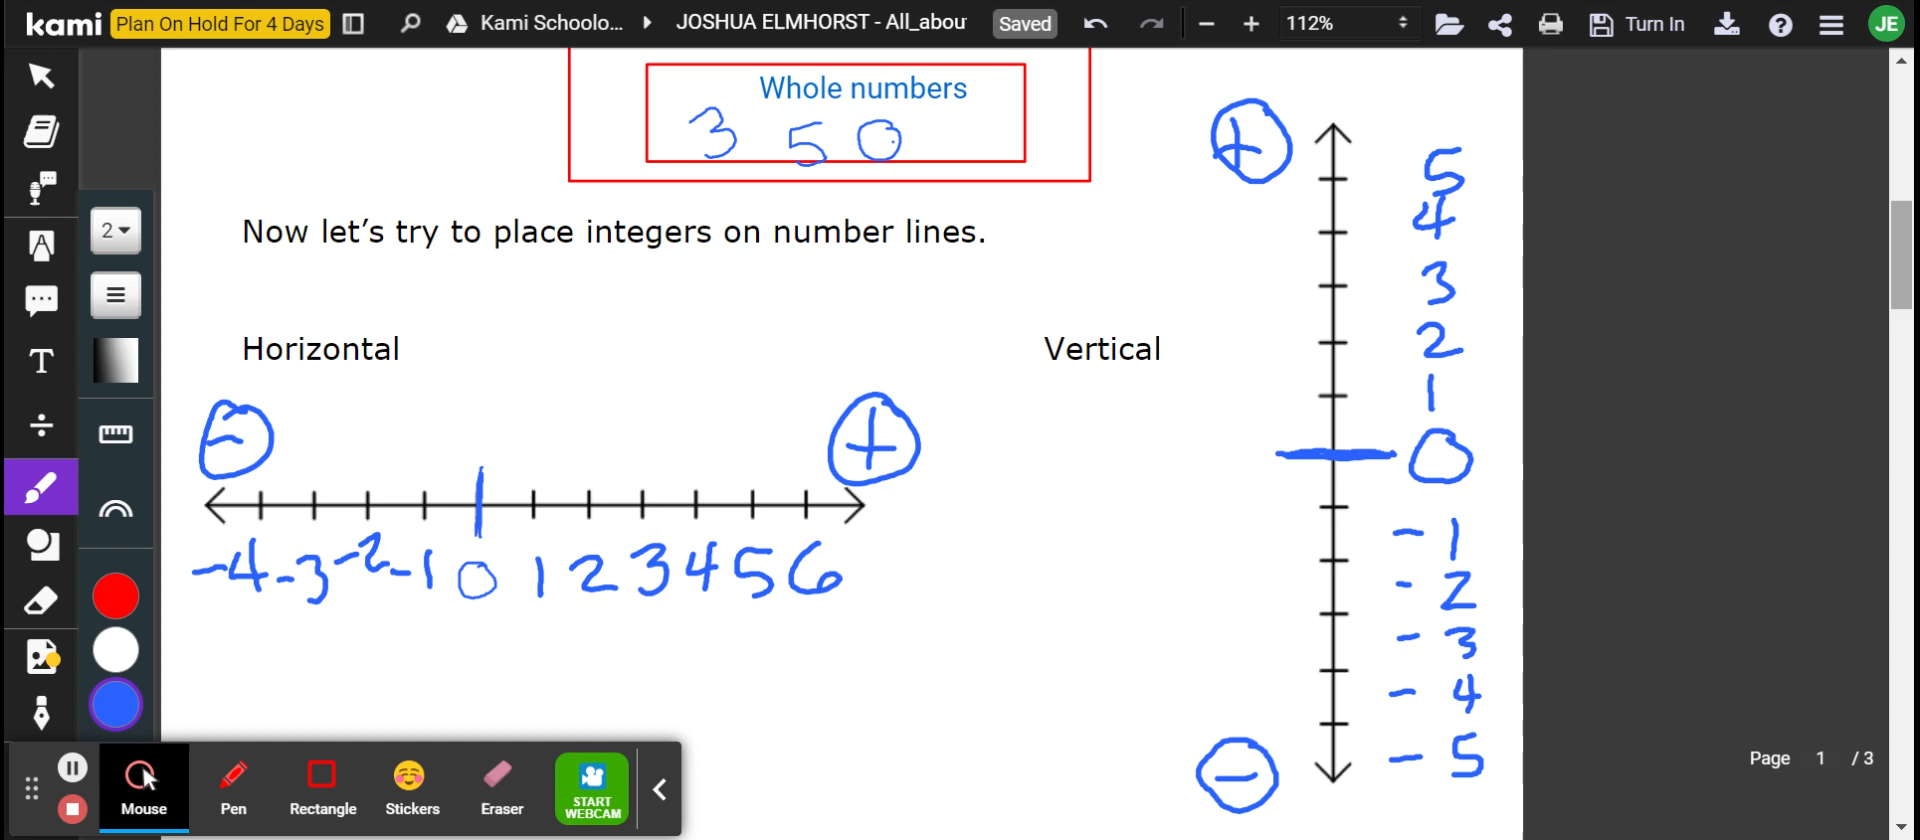 kami Plan On Hold For 4 Days Kami Schoolo... JOSHUA ELMHORST - All_abou Saved 112% Turn In JE
Whole numbers
3 5 0
Now let's try to place integers on number lines.
Horizontal
Vertical
- +
-4 -3 -2 -1 0 1 2 3 4 5 6
+
5
4
3
2
1
0
-1
-2
-3
-4
-5
-
2
T
Mouse Pen Rectangle Stickers Eraser START WEBCAM
Page 1 / 3